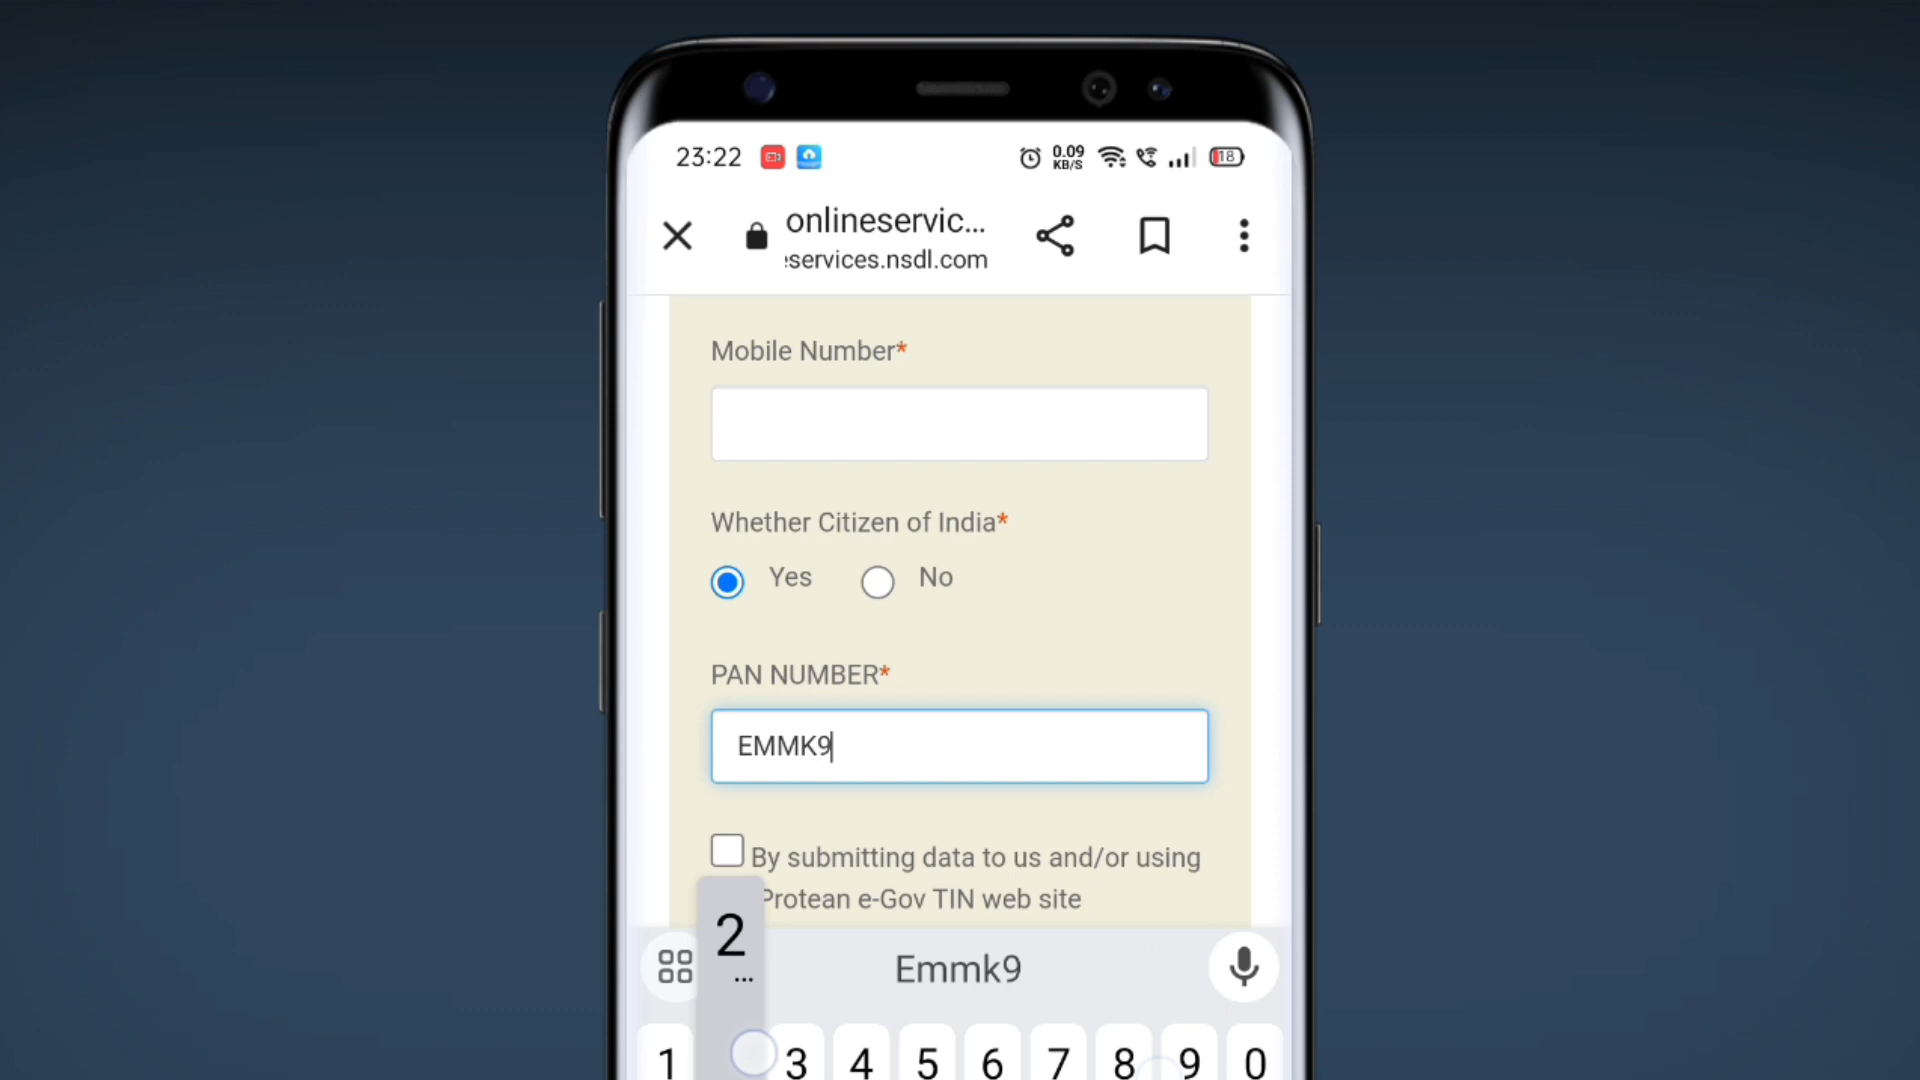 23:22
0.09
KB/S
18
onlineservic...
services.nsdl.com
Mobile Number*
Whether Citizen of India*
Yes No
PAN NUMBER*
EMMK9
By submitting data to us and/or using
Protean e-Gov TIN web site
2
...
Emmk9
1 3 4 5 6 7 8 9 0